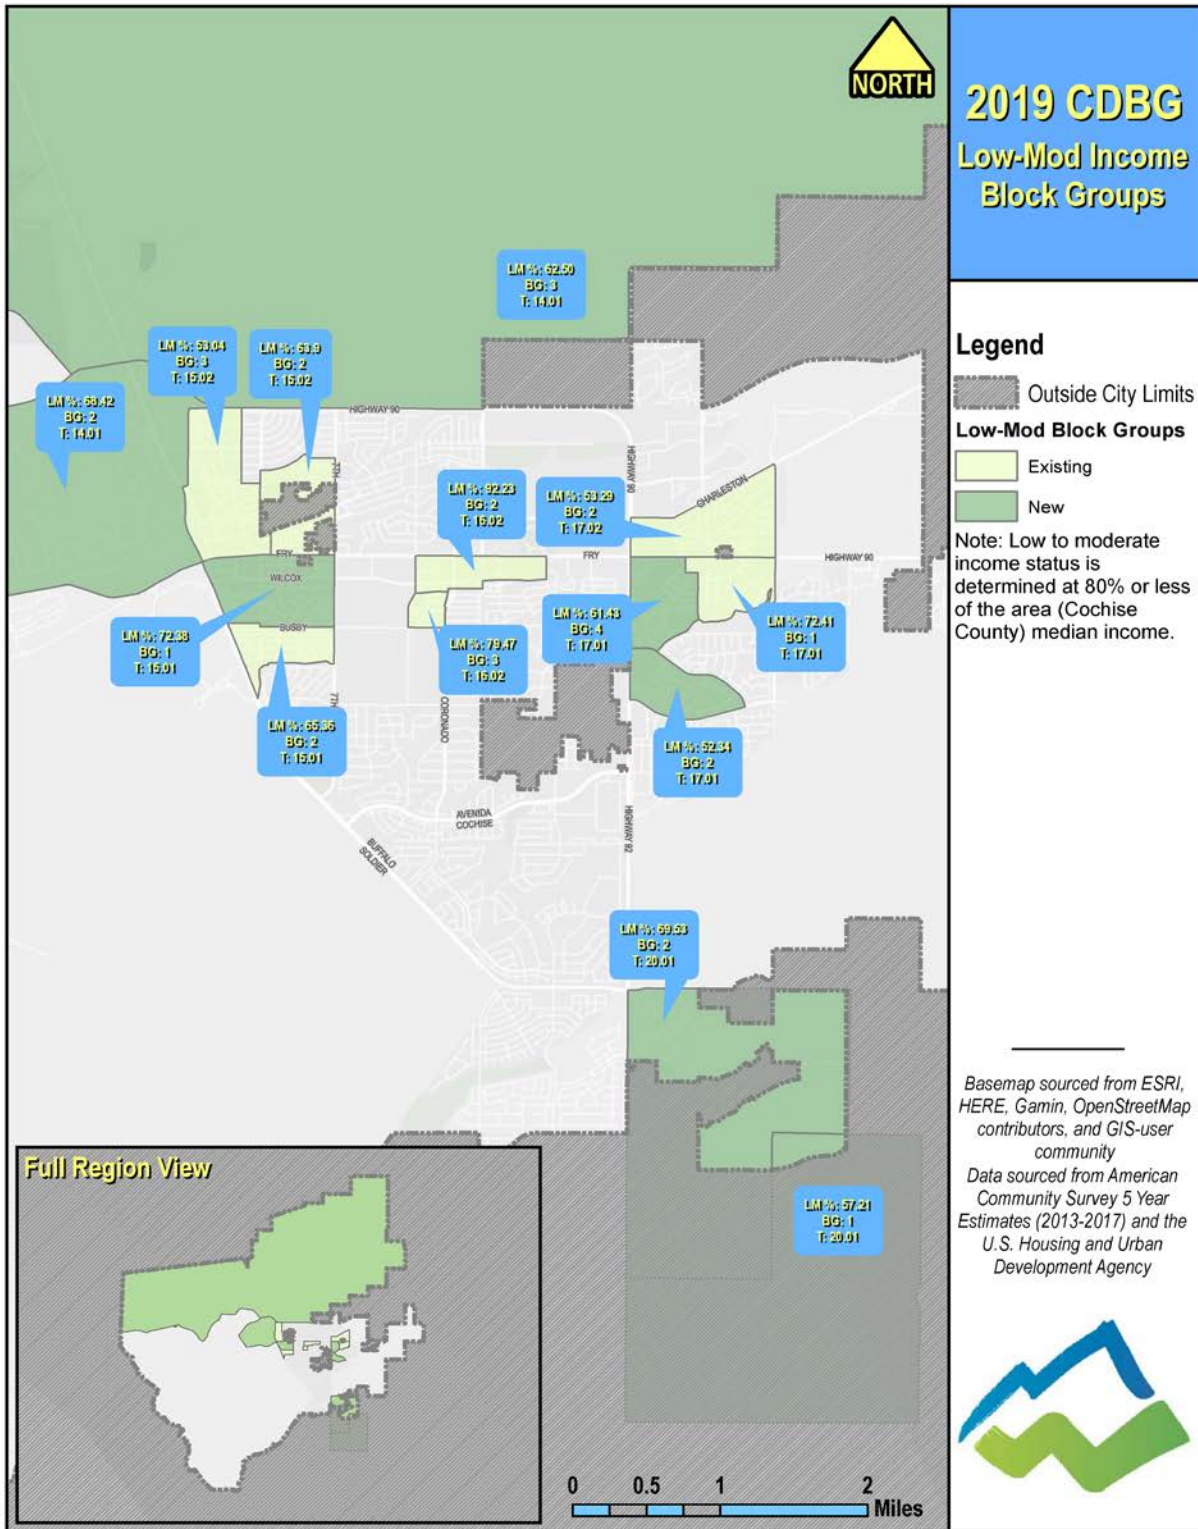 NORTH
2019 CDBG
Low-Mod Income
Block Groups
LM %: 62.50
BG: 3
T: 14.01
LM %: 53.04
BG: 3
T: 15.02
LM %: 63.9
BG: 2
T: 15.02
LM %: 68.42
BG: 2
T: 14.01
HIGHWAY 90
7TH
HIGHWAY 90
CHARLESTON
LM %: 92.23
BG: 2
T: 16.02
LM %: 53.29
BG: 2
T: 17.02
FRY
FRY
HIGHWAY 90
WILCOX
BUSBY
LM %: 72.38
BG: 1
T: 15.01
LM %: 79.47
BG: 3
T: 16.02
LM %: 61.43
BG: 4
T: 17.01
LM %: 72.41
BG: 1
T: 17.01
7TH
CORONADO
BG: 2
T: 15.01
LM %: 52.34
BG: 2
T: 17.01
AVENIDA
COCHISE
HIGHWAY 92
BUFFALO
SOLDIER
LM %: 69.53
BG: 2
T: 20.01
LM %: 57.21
BG: 1
T: 20.01
Full Region View
0 0.5 1 2
Miles
Legend
Outside City Limits
Low-Mod Block Groups
Existing
New
Note: Low to moderate
income status is
determined at 80% or less
of the area (Cochise
County) median income.
Basemap sourced from ESRI,
HERE, Gamin, OpenStreetMap
contributors, and GIS-user
community
Data sourced from American
Community Survey 5 Year
Estimates (2013-2017) and the
U.S. Housing and Urban
Development Agency